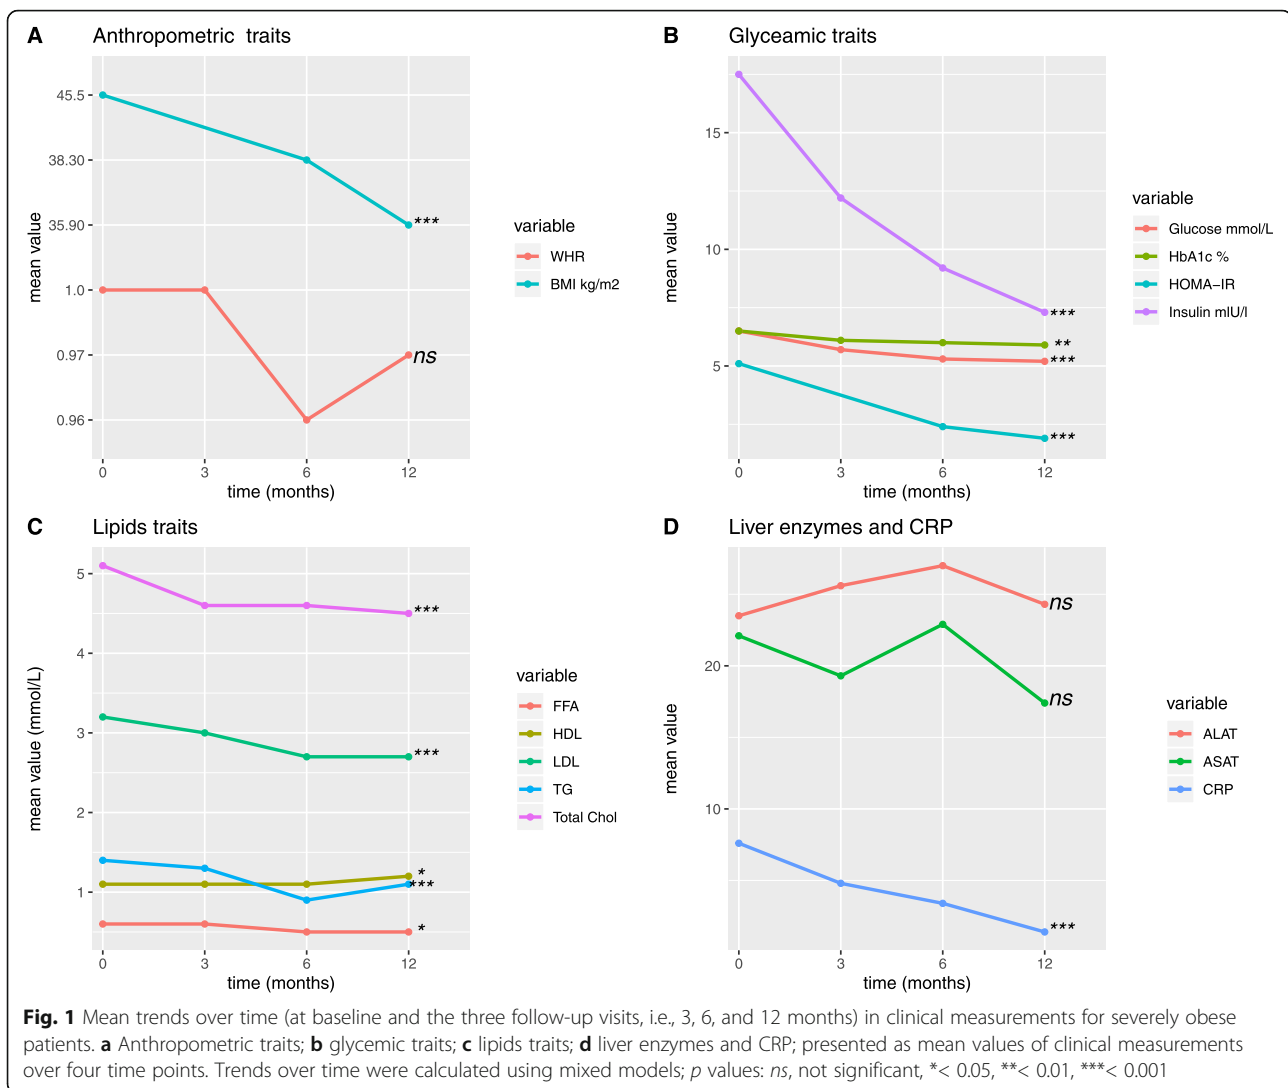 A Anthropometric traits
45.5
38.30
35.90
1.0
0.97
0.96
mean value
***
ns
0 3 6 12
time (months)
variable
WHR
BMI kg/m2
B Glyceamic traits
15
10
5
mean value
***
**
***
***
0 3 6 12
time (months)
variable
Glucose mmol/L
HbA1c %
HOMA−IR
Insulin mIU/l
C Lipids traits
5
4
3
2
1
mean value (mmol/L)
***
***
*
***
*
0 3 6 12
time (months)
variable
FFA
HDL
LDL
TG
Total Chol
D Liver enzymes and CRP
20
10
mean value
ns
ns
***
0 3 6 12
time (months)
variable
ALAT
ASAT
CRP
Fig. 1 Mean trends over time (at baseline and the three follow-up visits, i.e., 3, 6, and 12 months) in clinical measurements for severely obese
patients. a Anthropometric traits; b glycemic traits; c lipids traits; d liver enzymes and CRP; presented as mean values of clinical measurements
over four time points. Trends over time were calculated using mixed models; p values: ns, not significant, *< 0.05, **< 0.01, ***< 0.001